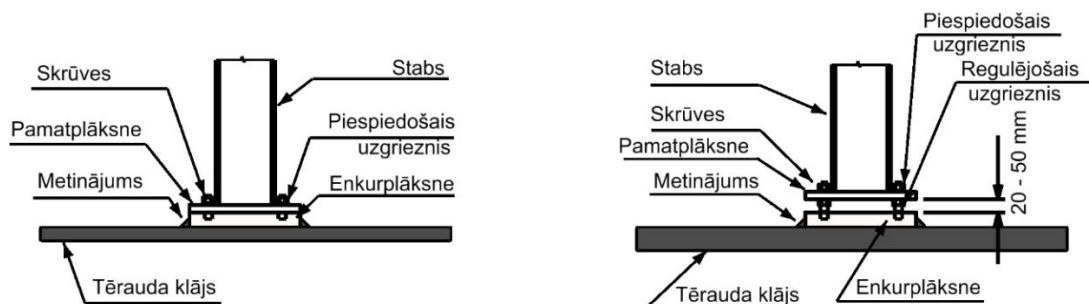 Skrūves
Stabs
Pamatplāksne
Piespiedošais
uzgrieznis
Metinājums
Enkurplāksne
Tērauda klājs
Piespiedošais
uzgrieznis
Stabs
Regulējošais
uzgrieznis
Skrūves
Pamatplāksne
Metinājums
20 - 50 mm
Tērauda klājs
Enkurplāksne